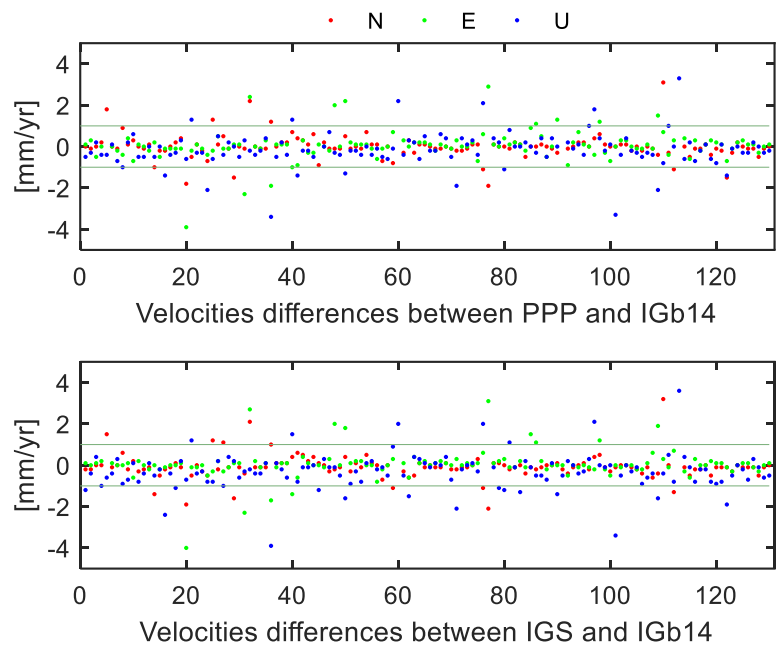 N E U
4
2
0
-2
-4
[mm/yr]
0 20 40 60 80 100 120
Velocities differences between PPP and IGb14
4
2
0
-2
-4
[mm/yr]
0 20 40 60 80 100 120
Velocities differences between IGS and IGb14